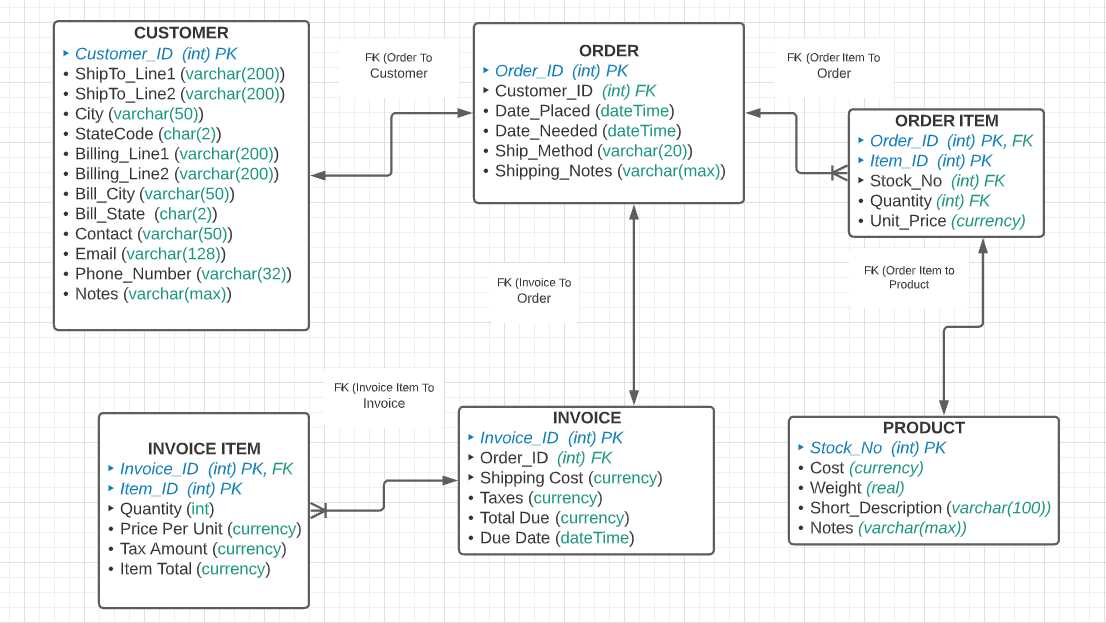 CUSTOMER
Customer_ID (int) PK
ShipTo_Line1 (varchar(200))
ShipTo_Line2 (varchar(200))
City (varchar(50))
StateCode (char(2))
Billing_Line1 (varchar(200))
Billing_Line2 (varchar(200))
Bill_City (varchar(50))
Bill_State (char(2))
Contact (varchar(50))
Email (varchar(128))
Phone_Number (varchar(32))
Notes (varchar(max))
FK (Order To
Customer
ORDER
Order_ID (int) PK
Customer_ID (int) FK
Date_Placed (dateTime)
Date_Needed (dateTime)
Ship_Method (varchar(20))
Shipping_Notes (varchar(max))
FK (Order Item To
Order
ORDER ITEM
Order_ID (int) PK, FK
Item_ID (int) PK
Stock_No (int) FK
Quantity (int) FK
Unit_Price (currency)
FK (Invoice To
Order
FK (Order Item to
Product
FK (Invoice Item To
Invoice
INVOICE ITEM
Invoice_ID (int) PK, FK
Item_ID (int) PK
Quantity (int)
Price Per Unit (currency)
Tax Amount (currency)
Item Total (currency)
INVOICE
Invoice_ID (int) PK
Order_ID (int) FK
Shipping Cost (currency)
Taxes (currency)
Total Due (currency)
Due Date (dateTime)
PRODUCT
Stock_No (int) PK
Cost (currency)
Weight (real)
Short_Description (varchar(100))
Notes (varchar(max))